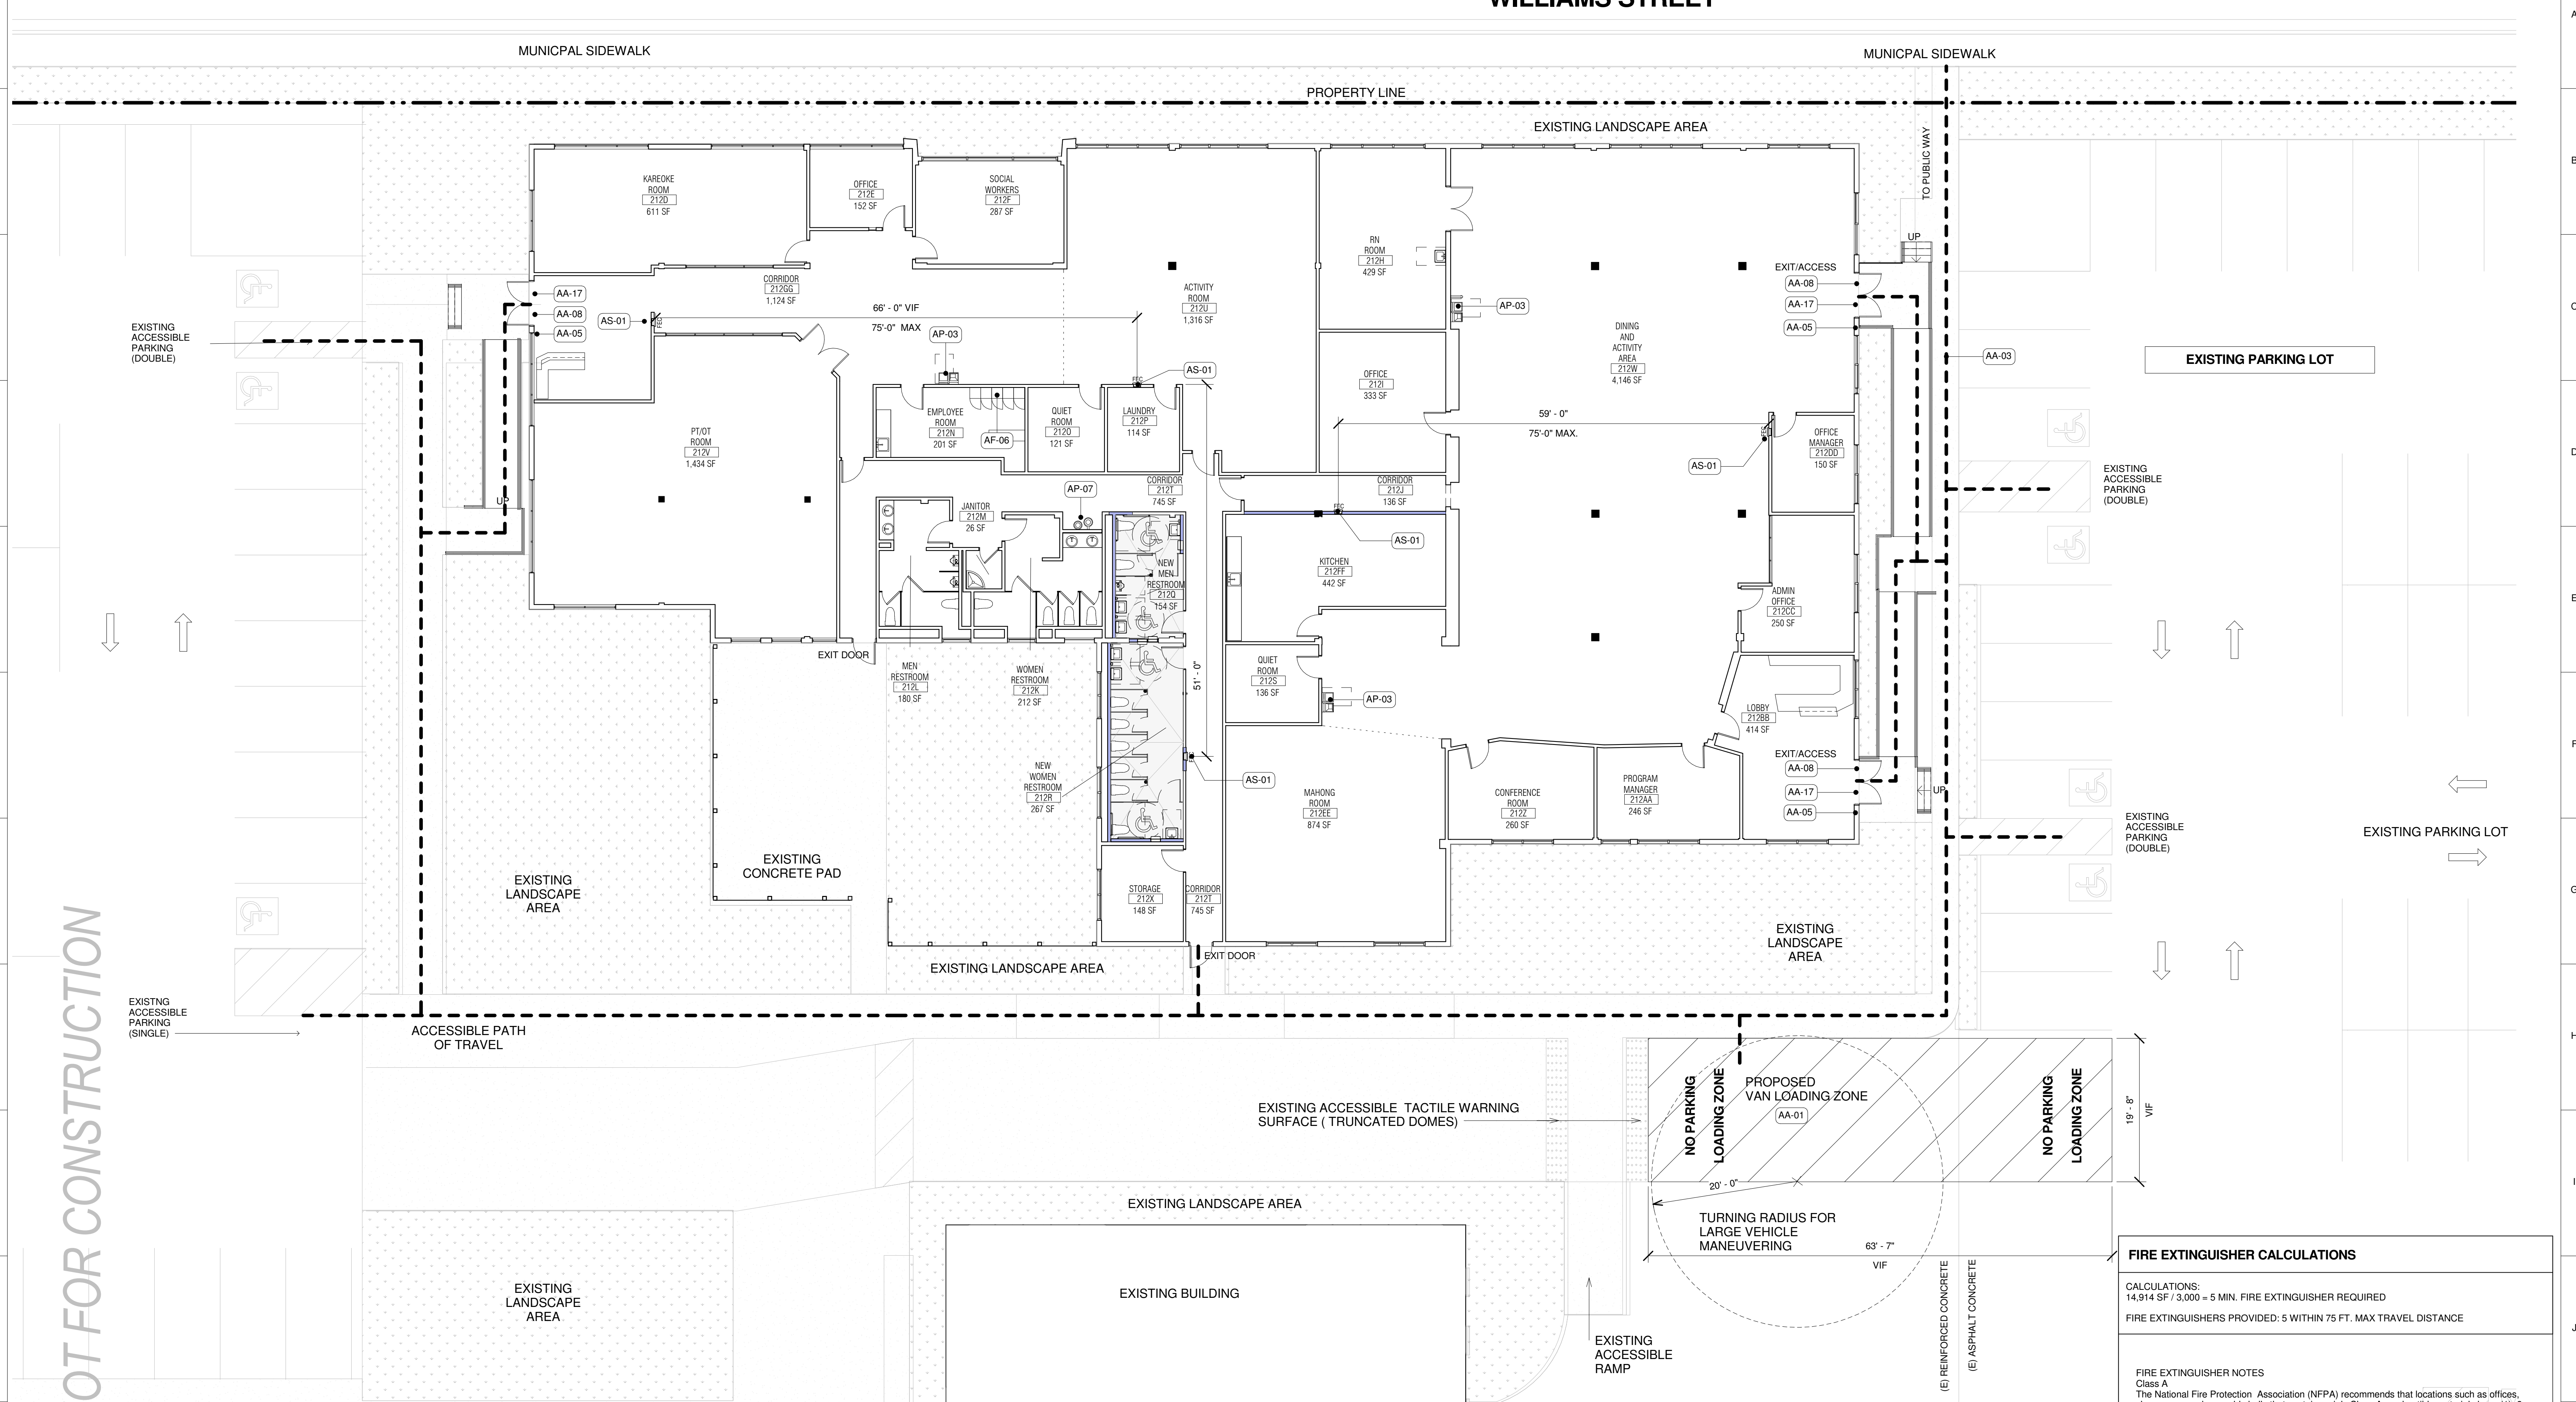 WILLIAMS STREET
MUNICPAL SIDEWALK
MUNICPAL SIDEWALK
PROPERTY LINE
EXISTING LANDSCAPE AREA
TO PUBLIC WAY
KAREOKE
ROOM
212D
611 SF
OFFICE
212E
152 SF
SOCIAL
WORKERS
212F
287 SF
RN
ROOM
212H
429 SF
UP
EXIT/ACCESS
AA-08
AA-17
AA-05
CORRIDOR
212GG
1,124 SF
ACTIVITY
ROOM
212U
1,316 SF
AA-17
AA-08
AA-05
AS-01
FEC
66' - 0" VIF
75'-0" MAX
AP-03
AP-03
DINING
AND
ACTIVITY
AREA
212W
4,146 SF
EXISTING
ACCESSIBLE
PARKING
(DOUBLE)
AA-03
EXISTING PARKING LOT
AS-01
FEC
OFFICE
212I
333 SF
EMPLOYEE
ROOM
212N
201 SF
AF-06
QUIET
ROOM
212O
121 SF
LAUNDRY
212P
114 SF
59' - 0"
75'-0" MAX.
FEC
AS-01
OFFICE
MANAGER
212DD
150 SF
PT/OT
ROOM
212V
1,434 SF
UP
EXISTING
ACCESSIBLE
PARKING
(DOUBLE)
AP-07
CORRIDOR
212T
745 SF
CORRIDOR
212J
136 SF
JANITOR
212M
26 SF
FEC
AS-01
NEW
MEN
RESTROOM
212Q
154 SF
KITCHEN
212FF
442 SF
ADMIN
OFFICE
212CC
250 SF
EXIT DOOR
MEN
RESTROOM
212L
180 SF
WOMEN
RESTROOM
212K
212 SF
51' - 0"
QUIET
ROOM
212S
136 SF
AP-03
LOBBY
212BB
414 SF
EXIT/ACCESS
AA-08
AA-17
AA-05
UP
NEW
WOMEN
RESTROOM
212R
267 SF
FEC
AS-01
MAHONG
ROOM
212EE
874 SF
CONFERENCE
ROOM
212Z
260 SF
PROGRAM
MANAGER
212AA
246 SF
EXISTING
ACCESSIBLE
PARKING
(DOUBLE)
EXISTING PARKING LOT
EXISTING
CONCRETE PAD
EXISTING
LANDSCAPE
AREA
STORAGE
212X
148 SF
CORRIDOR
212T
745 SF
EXISTING
LANDSCAPE
AREA
EXIT DOOR
EXISTING LANDSCAPE AREA
EXISTNG
ACCESSIBLE
PARKING
(SINGLE)
ACCESSIBLE PATH
OF TRAVEL
OT FOR CONSTRUCTION
EXISTING ACCESSIBLE TACTILE WARNING
SURFACE ( TRUNCATED DOMES)
NO PARKING
LOADING ZONE
PROPOSED
VAN LOADING ZONE
AA-01
NO PARKING
LOADING ZONE
19' - 8"
VIF
20' - 0"
TURNING RADIUS FOR
LARGE VEHICLE
MANEUVERING
63' - 7"
VIF
EXISTING LANDSCAPE AREA
EXISTING BUILDING
EXISTING
LANDSCAPE
AREA
EXISTING
ACCESSIBLE
RAMP
(E) REINFORCED CONCRETE
(E) ASPHALT CONCRETE
FIRE EXTINGUISHER CALCULATIONS
CALCULATIONS:
14,914 SF / 3,000 = 5 MIN. FIRE EXTINGUISHER REQUIRED
FIRE EXTINGUISHERS PROVIDED: 5 WITHIN 75 FT. MAX TRAVEL DISTANCE
FIRE EXTINGUISHER NOTES
Class A
The National Fire Protection Association (NFPA) recommends that locations such as offices,